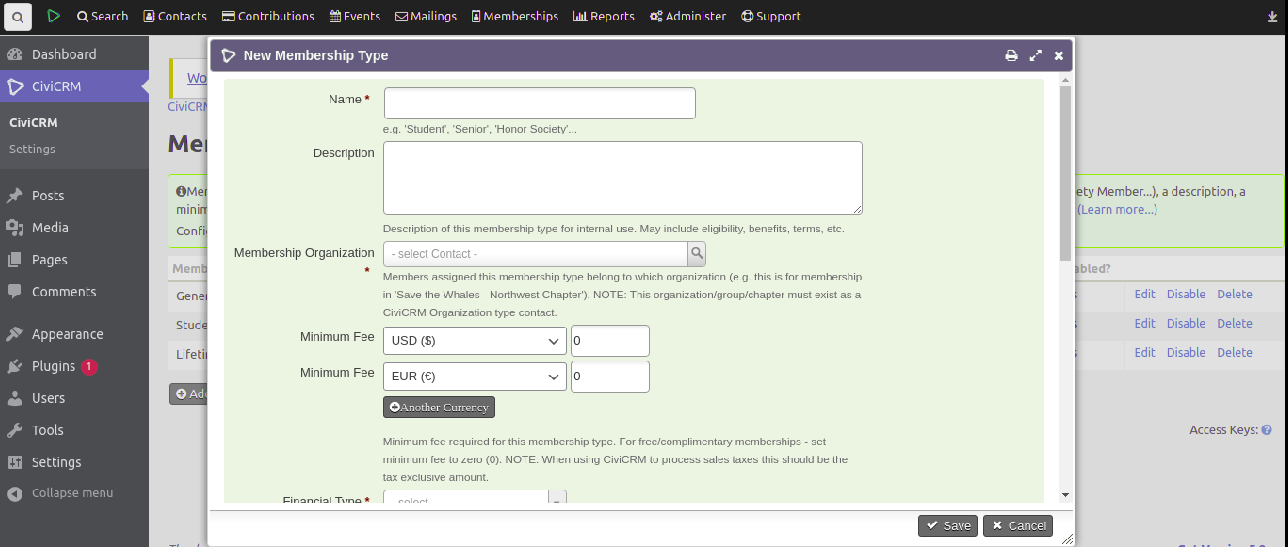 Search Contacts Contributions Events Mailings Memberships Reports Administer Support
Dashboard
CiviCRM
CiviCRM
Settings
Posts
Media
Pages
Comments
Appearance
Plugins 1
Users
Tools
Settings
Collapse menu
Wo
CiviCRM
Me
Mem
minim
Config
Memb
Gener
Stude
Lifeti
Add
New Membership Type
Name *
e.g. 'Student', 'Senior', 'Honor Society'...
Description
Description of this membership type for internal use. May include eligibility, benefits, terms, etc.
Membership Organization *
- select Contact -
Members assigned this membership type belong to which organization (e.g. this is for membership
in 'Save the Whales - Northwest Chapter'). NOTE: This organization/group/chapter must exist as a
CiviCRM Organization type contact.
Minimum Fee USD ($) 0
Minimum Fee EUR (€) 0
Another Currency
Minimum fee required for this membership type. For free/complimentary memberships - set
minimum fee to zero (0). NOTE: When using CiviCRM to process sales taxes this should be the
tax exclusive amount.
Financial Type * - select
Save Cancel
ety Member...), a description, a
(Learn more...)
abled?
s Edit Disable Delete
s Edit Disable Delete
s Edit Disable Delete
Access Keys: